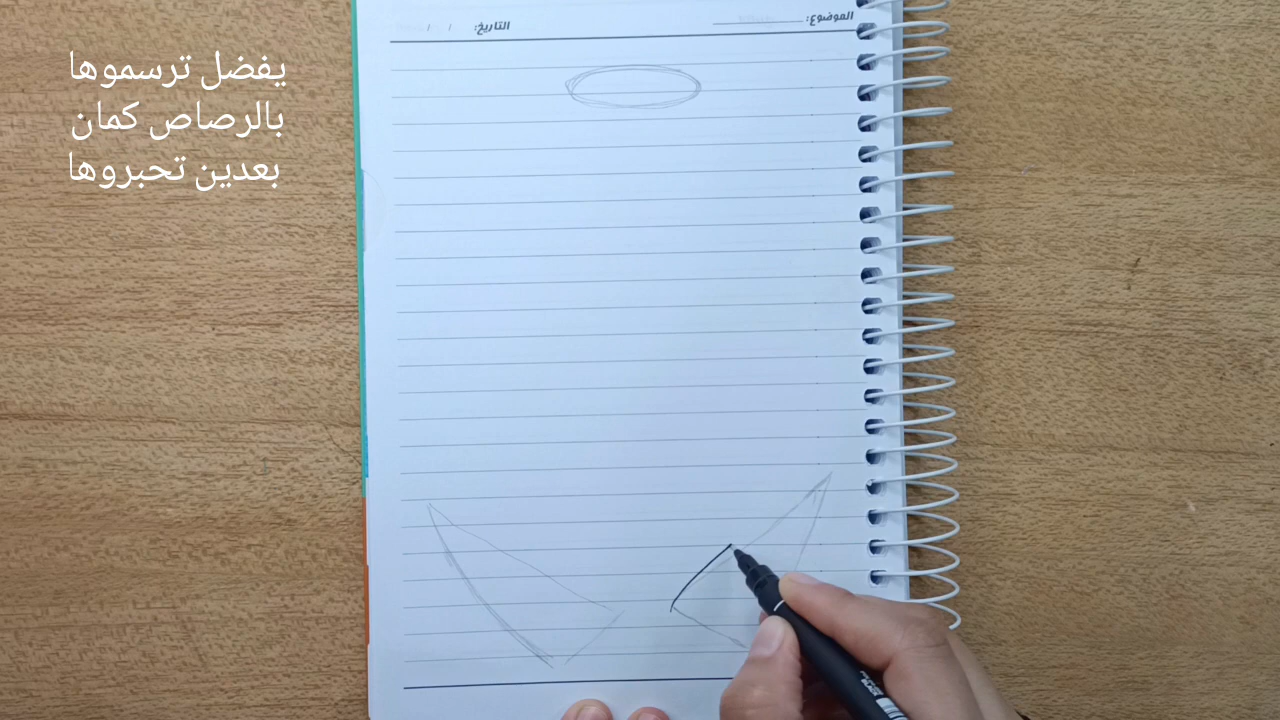 الموضوع:
التاريخ: / /
يفضل ترسموها
بالرصاص كمان
بعدين تحبروها